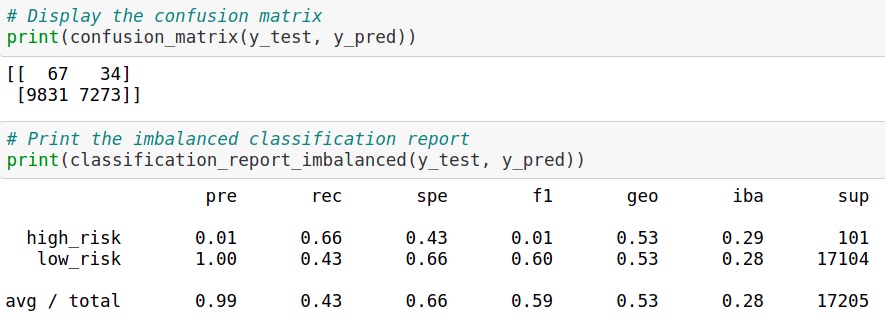 # Display the confusion matrix
print(confusion_matrix(y_test, y_pred))
[[  67   34]
 [9831 7273]]
# Print the imbalanced classification report
print(classification_report_imbalanced(y_test, y_pred))
pre rec spe f1 geo iba sup
high_risk 0.01 0.66 0.43 0.01 0.53 0.29 101
low_risk 1.00 0.43 0.66 0.60 0.53 0.28 17104
avg / total 0.99 0.43 0.66 0.59 0.53 0.28 17205